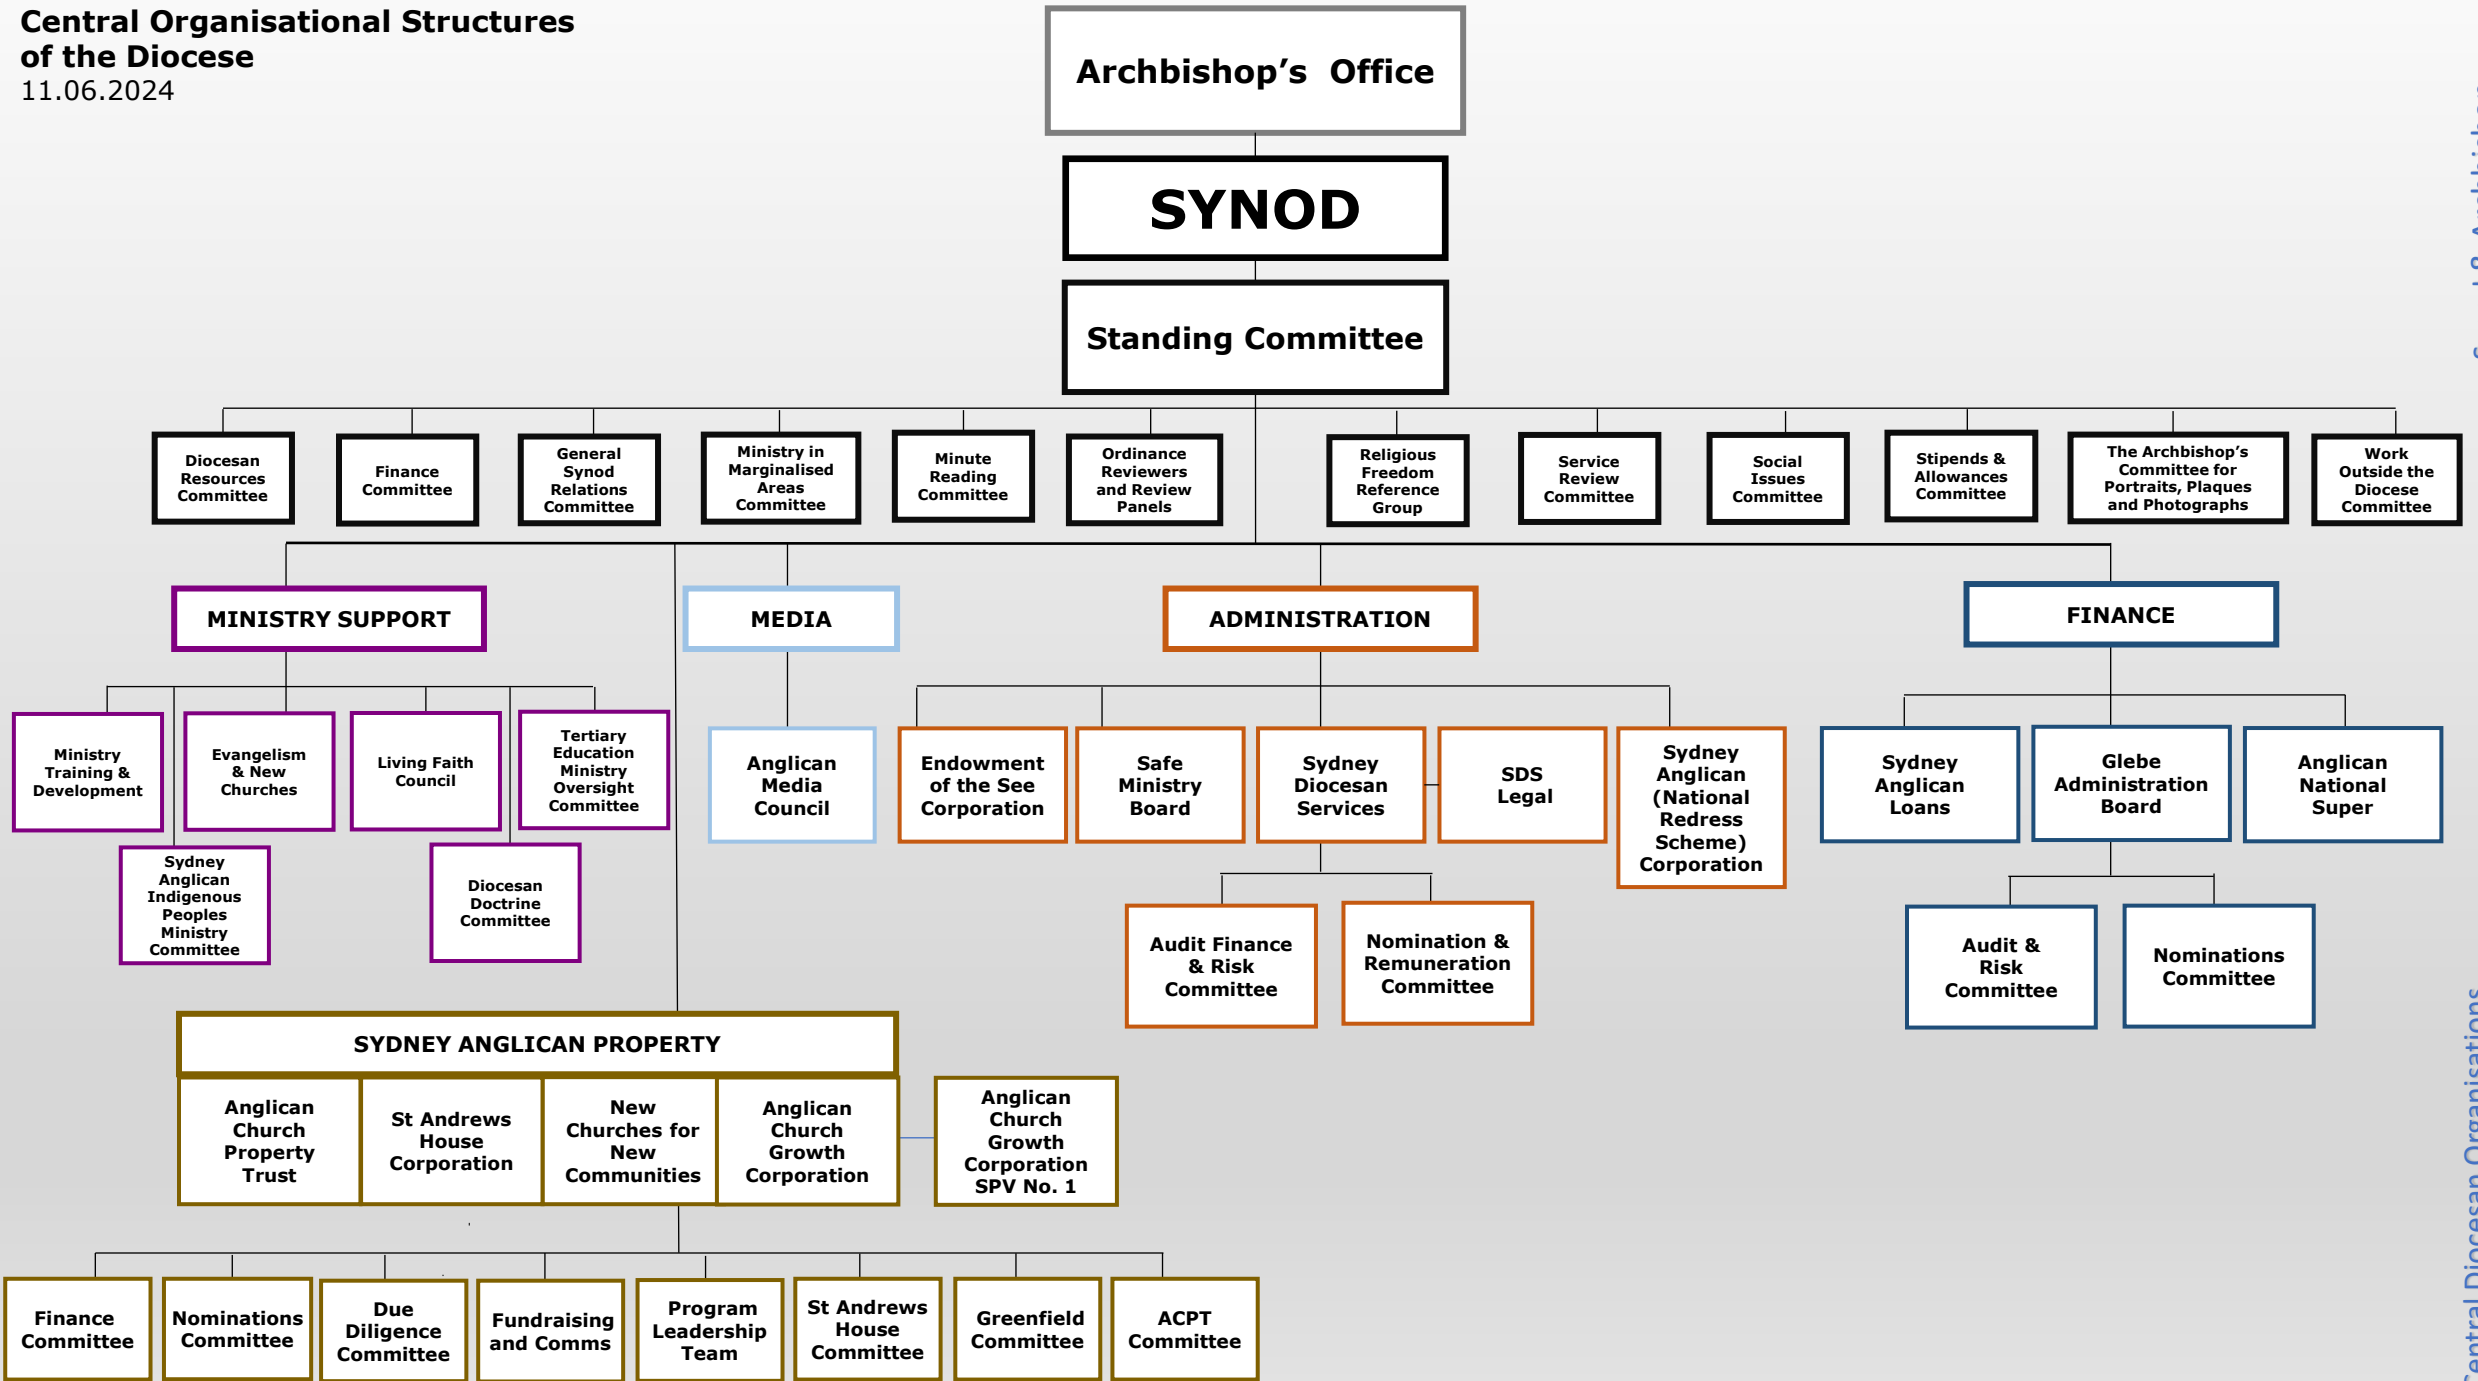 Central Organisational Structures
of the Diocese
11.06.2024
Archbishop’s  Office
SYNOD
Standing Committee
Diocesan
Resources
Committee
Finance
Committee
General
Synod
Relations
Committee
Ministry in
Marginalised
Areas
Committee
Minute
Reading
Committee
Ordinance
Reviewers
and Review
Panels
Religious
Freedom
Reference
Group
Service
Review
Committee
Social
Issues
Committee
Stipends &
Allowances
Committee
The Archbishop’s
Committee for
Portraits, Plaques
and Photographs
Work
Outside the
Diocese
Committee
MINISTRY SUPPORT
MEDIA
ADMINISTRATION
FINANCE
Ministry
Training &
Development
Evangelism
& New
Churches
Living Faith
Council
Tertiary
Education
Ministry
Oversight
Committee
Sydney
Anglican
Indigenous
Peoples
Ministry
Committee
Diocesan
Doctrine
Committee
Anglican
Media
Council
Endowment
of the See
Corporation
Safe
Ministry
Board
Sydney
Diocesan
Services
SDS
Legal
Sydney
Anglican
(National
Redress
Scheme)
Corporation
Sydney
Anglican
Loans
Glebe
Administration
Board
Anglican
National
Super
Audit Finance
& Risk
Committee
Nomination &
Remuneration
Committee
Audit &
Risk
Committee
Nominations
Committee
SYDNEY ANGLICAN PROPERTY
Anglican
Church
Property
Trust
St Andrews
House
Corporation
New
Churches for
New
Communities
Anglican
Church
Growth
Corporation
Anglican
Church
Growth
Corporation
SPV No. 1
Finance
Committee
Nominations
Committee
Due
Diligence
Committee
Fundraising
and Comms
Program
Leadership
Team
St Andrews
House
Committee
Greenfield
Committee
ACPT
Committee
Central Diocesan Organisations